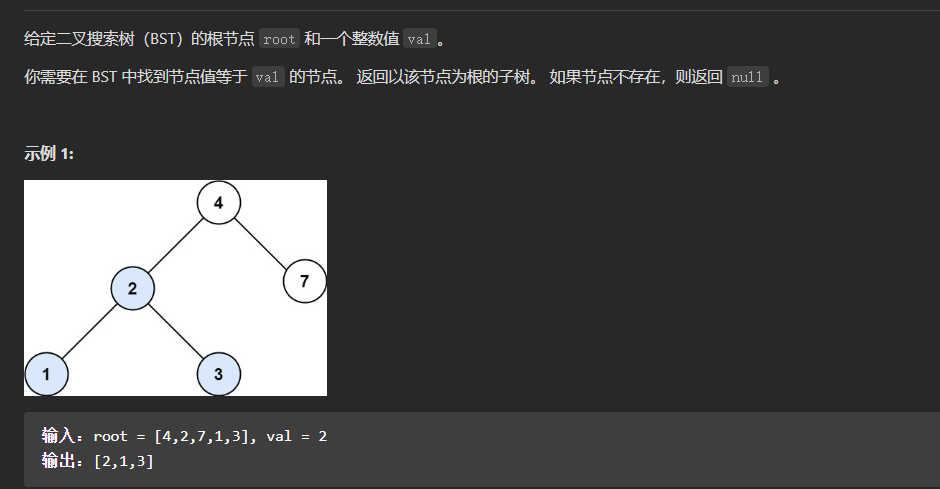 给定二叉搜索树（BST）的根节点 root 和一个整数值 val。
你需要在 BST 中找到节点值等于 val 的节点。 返回以该节点为根的子树。 如果节点不存在，则返回 null 。
示例 1:
4
2
7
1 3
输入：root = [4,2,7,1,3], val = 2
输出：[2,1,3]